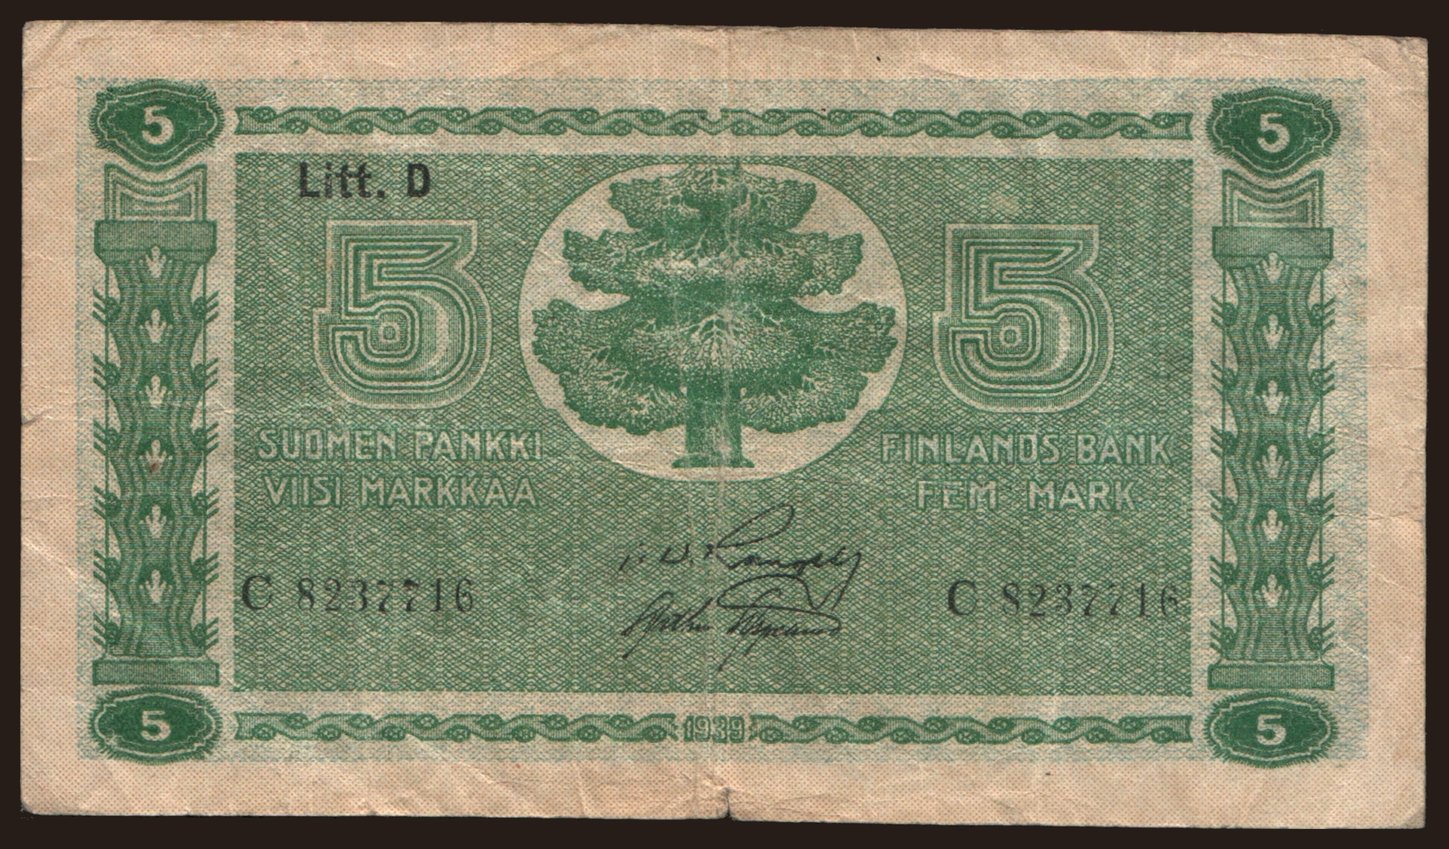 5 5
Litt. D
5 5
SUOMEN PANKKI FINLANDS BANK
VIISI MARKKAA FEM MARK
C 8237716 C 8237716
5 1939 5